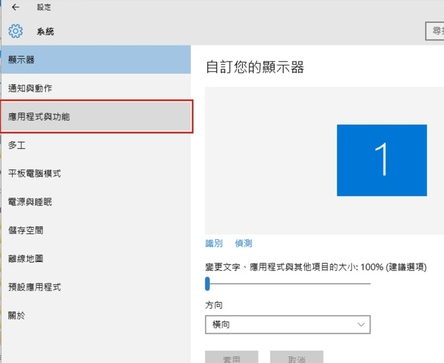 設定
系統
尋找
顯示器
通知與動作
應用程式與功能
多工
平板電腦模式
電源與睡眠
儲存空間
離線地圖
預設應用程式
關於
自訂您的顯示器
1
識別 偵測
變更文字、應用程式與其他項目的大小: 100% (建議選項)
方向
橫向
套用 取消